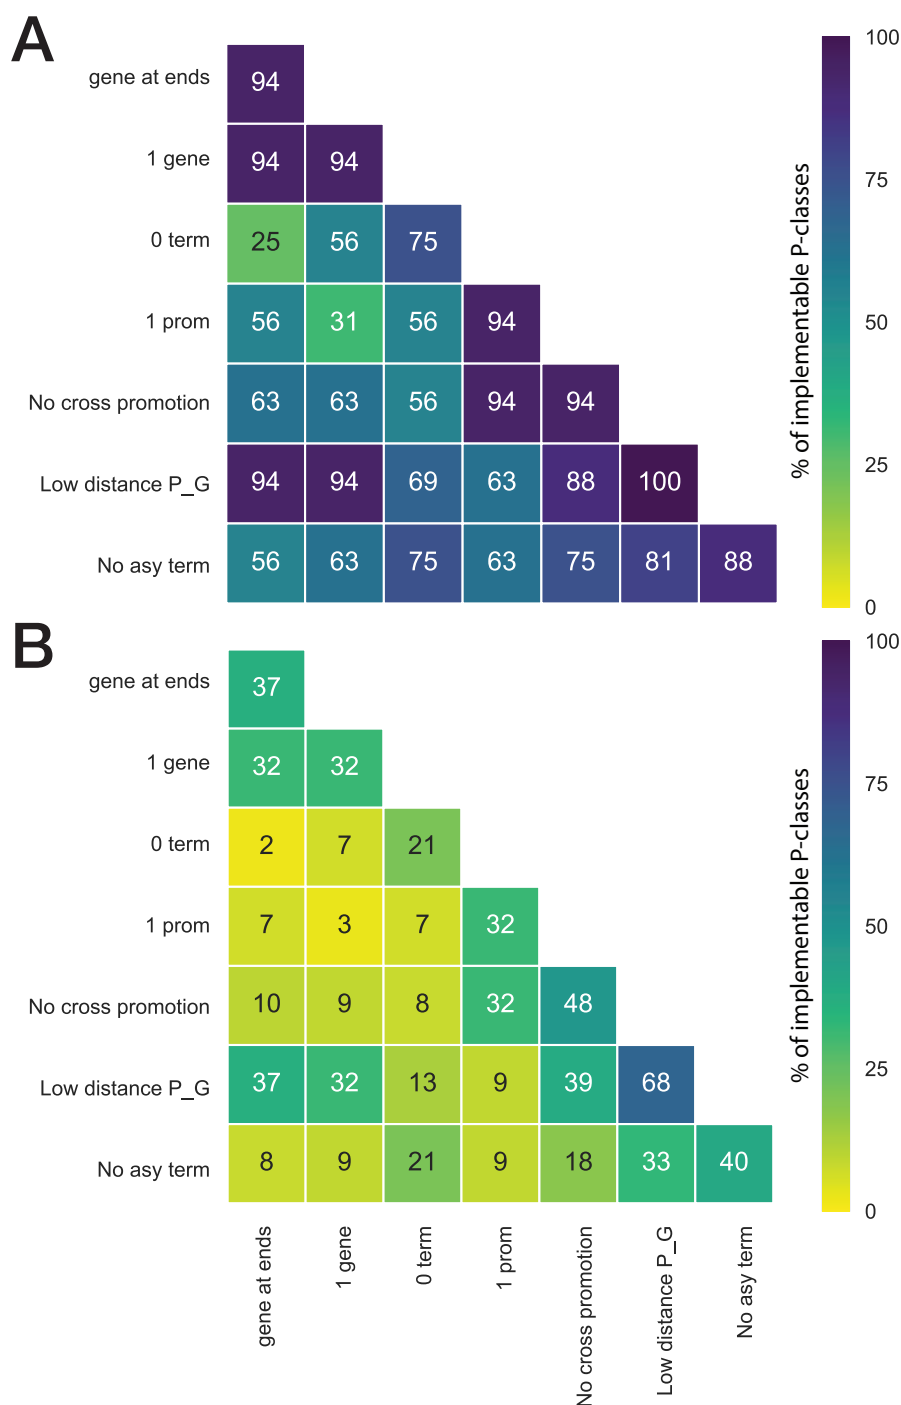 A
gene at ends 94
1 gene 94 94
0 term 25 56 75
1 prom 56 31 56 94
No cross promotion 63 63 56 94 94
Low distance P_G 94 94 69 63 88 100
No asy term 56 63 75 63 75 81 88
100
75
50
25
0
% of implementable P-classes
B
gene at ends 37
1 gene 32 32
0 term 2 7 21
1 prom 7 3 7 32
No cross promotion 10 9 8 32 48
Low distance P_G 37 32 13 9 39 68
No asy term 8 9 21 9 18 33 40
gene at ends
1 gene
0 term
1 prom
No cross promotion
Low distance P_G
No asy term
100
75
50
25
0
% of implementable P-classes